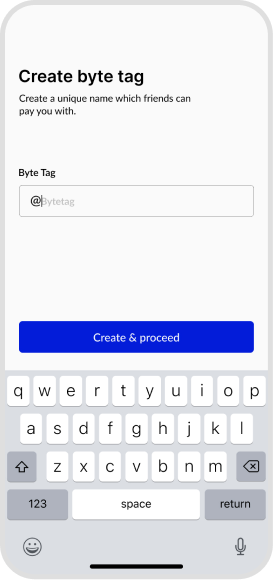 Create byte tag
Create a unique name which friends can
pay you with.
Byte Tag
@Bytetag
Create & proceed
q w e r t y u i o p
a s d f g h j k l
z x c v b n m
123 space return